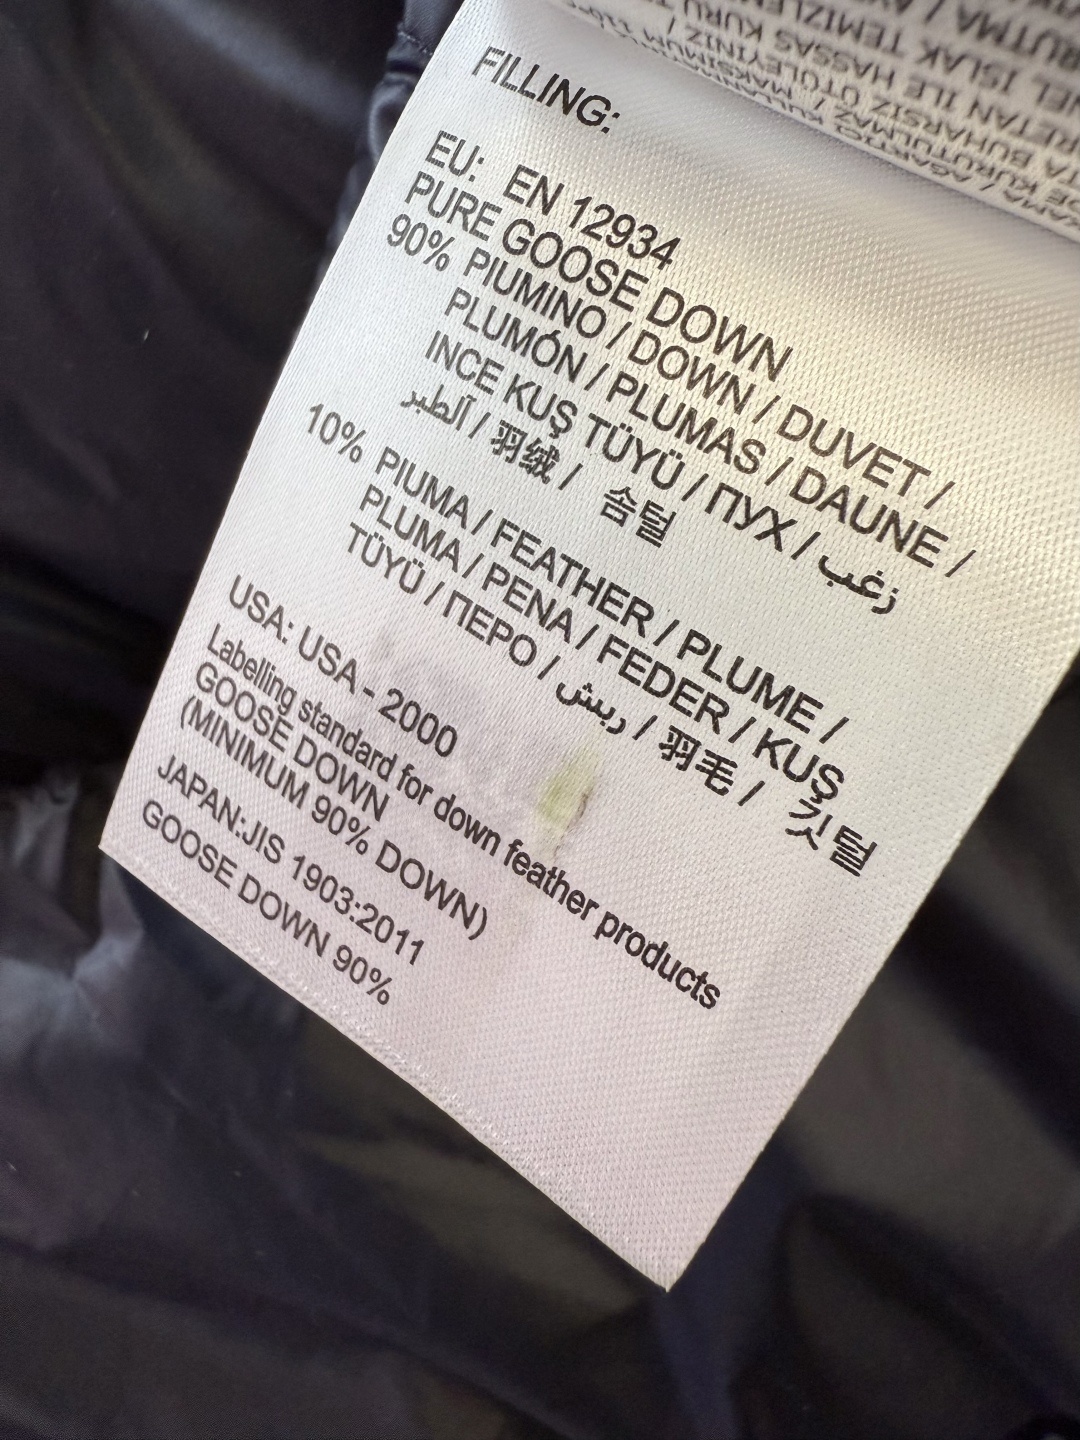 FILLING:
EU: EN 12934
PURE GOOSE DOWN
90% PIUMINO / DOWN / DUVET /
PLUMÓN / PLUMAS / DAUNE /
INCE KUŞ TÜYÜ / ПУХ / زغب
آلطبر / 羽绒 / 솜털
10% PIUMA / FEATHER / PLUME /
PLUMA / PENA / FEDER / KUŞ
TÜYÜ / ПЕРО / ريش / 羽毛 / 깃털
USA: USA - 2000
Labelling standard for down feather products
GOOSE DOWN
(MINIMUM 90% DOWN)
JAPAN:JIS 1903:2011
GOOSE DOWN 90%